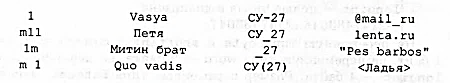 1 Vasya СУ-27 @mail_ru
m11 Петя СУ_27 lenta.ru
1m Митин брат _27 "Pes barbos"
m 1 Quo vadis СУ(27) <Ладья>